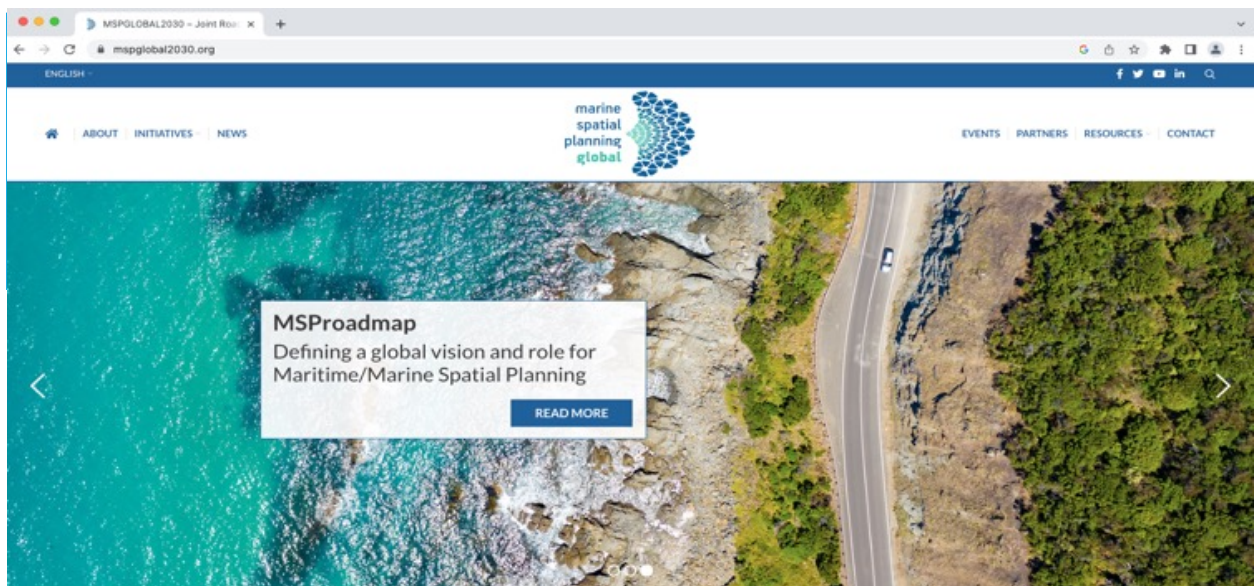 MSPGLOBAL2030 – Joint Roa
mspglobal2030.org
ENGLISH
ABOUT INITIATIVES NEWS
marine
spatial
planning
global
EVENTS PARTNERS RESOURCES CONTACT
MSProadmap
Defining a global vision and role for
Maritime/Marine Spatial Planning
READ MORE